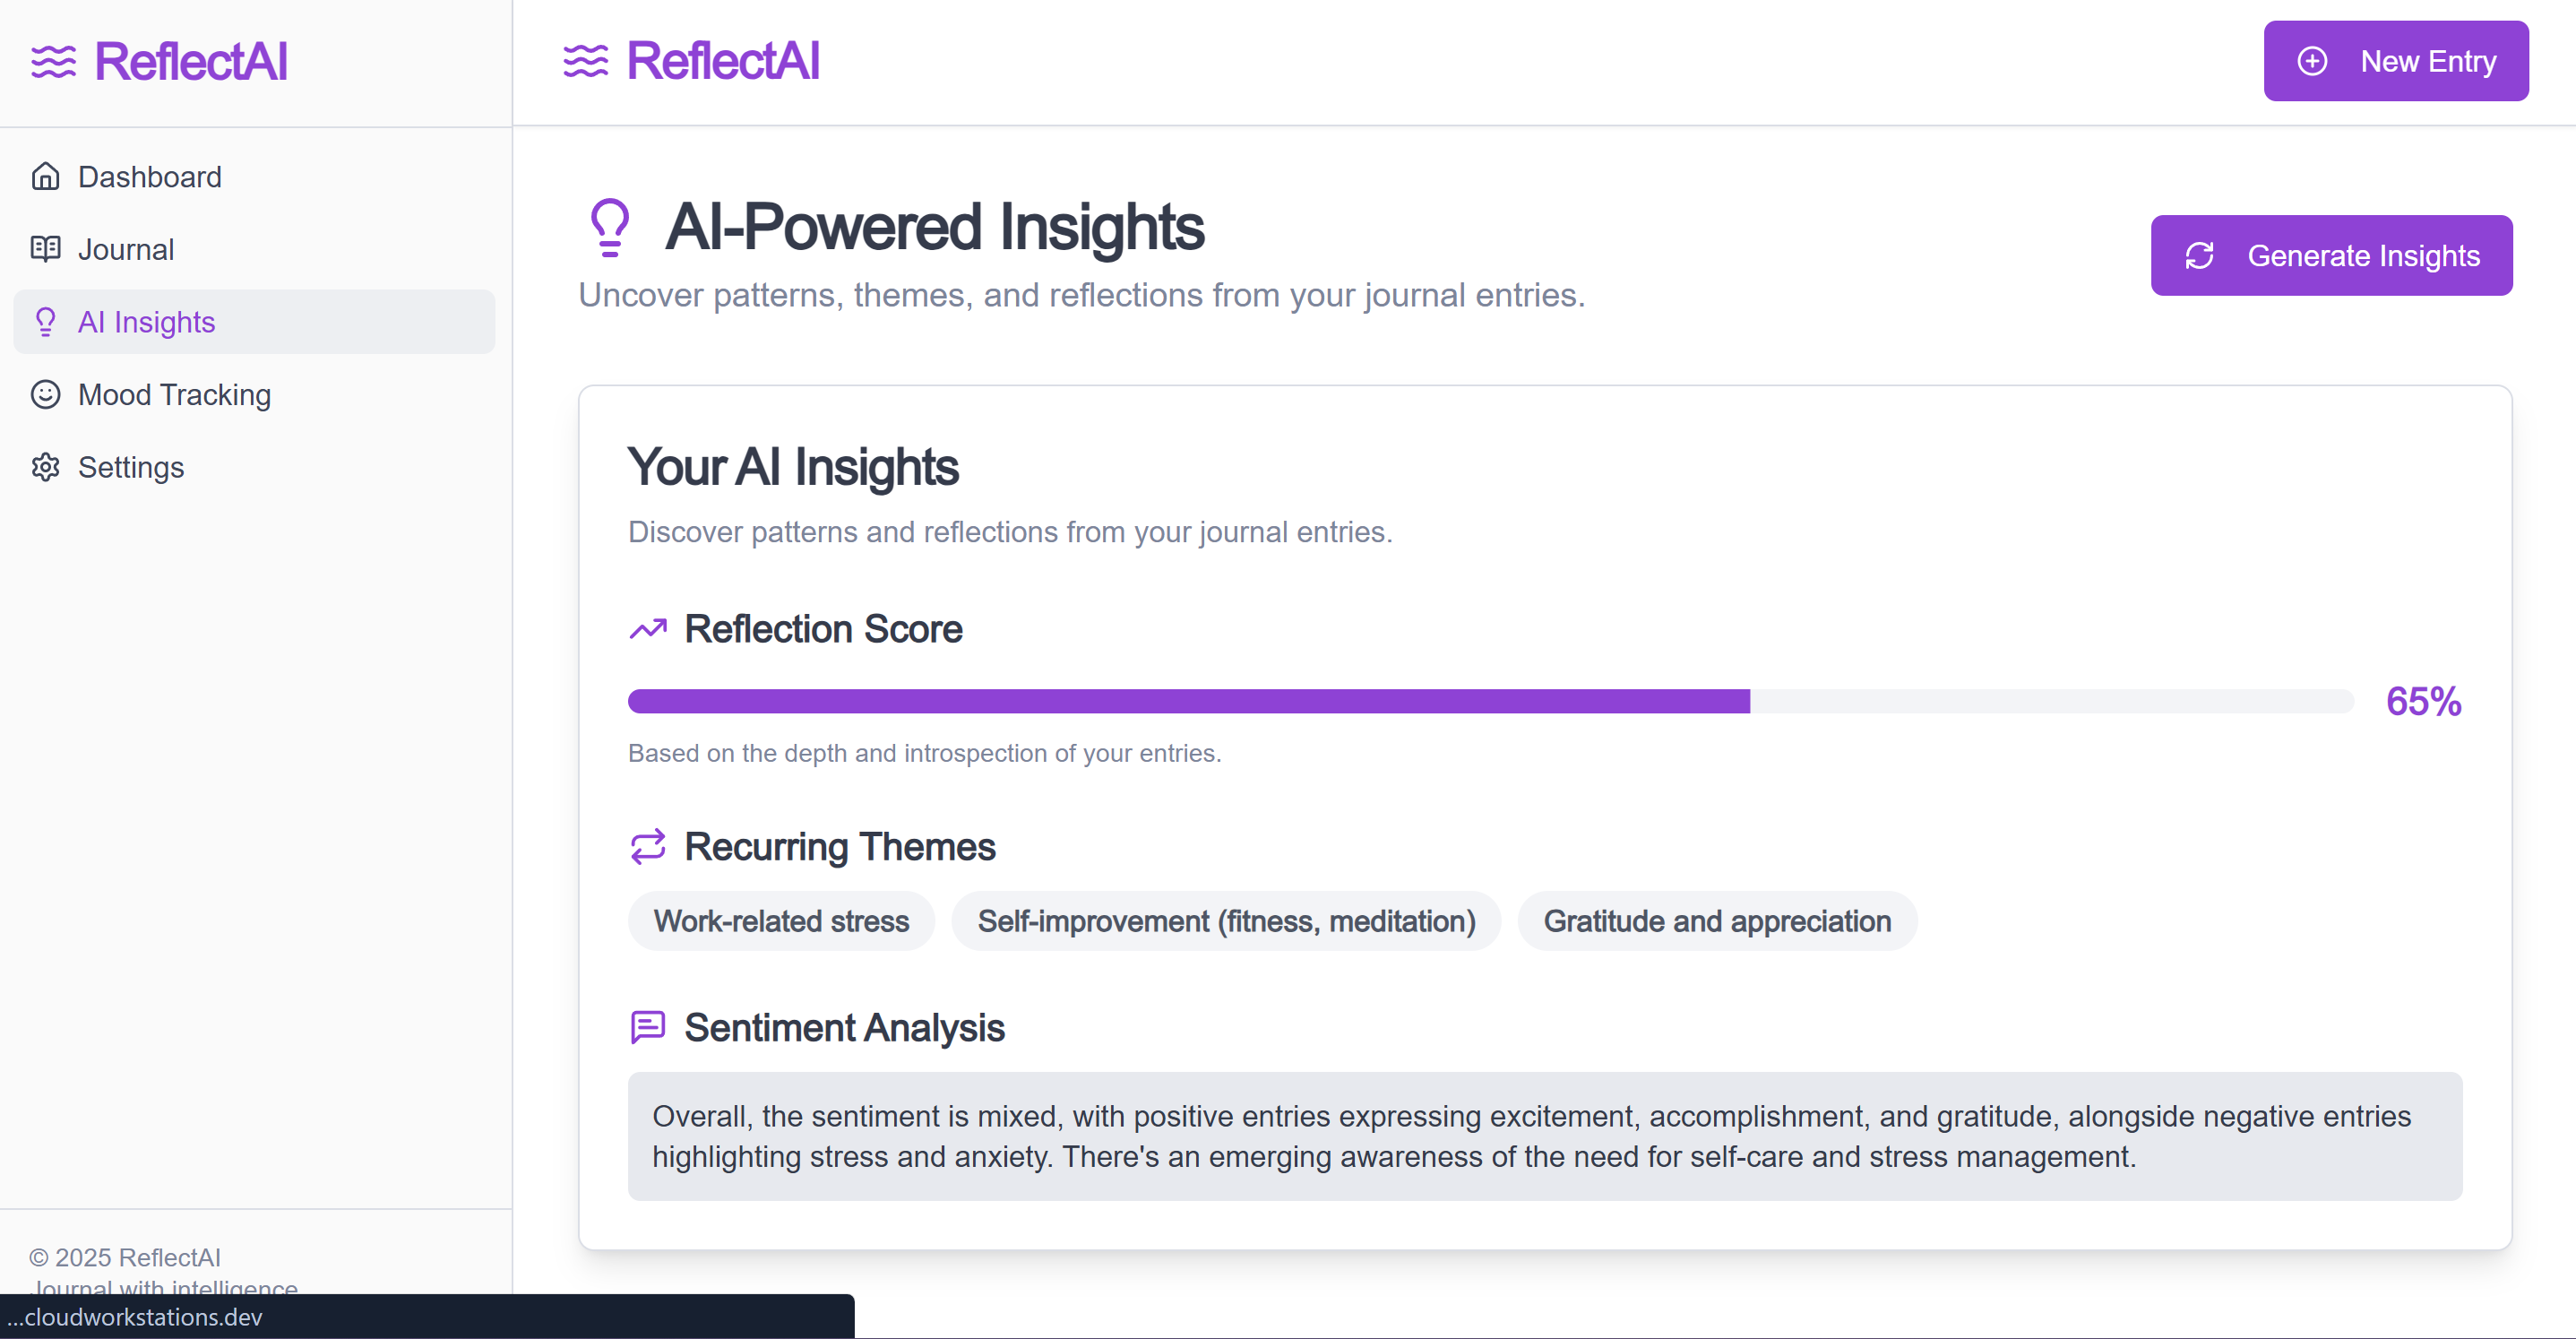 ReflectAI
Dashboard
Journal
AI Insights
Mood Tracking
Settings
© 2025 ReflectAI
Journal with intelligence
...cloudworkstations.dev
ReflectAI
New Entry
AI-Powered Insights
Uncover patterns, themes, and reflections from your journal entries.
Generate Insights
Your AI Insights
Discover patterns and reflections from your journal entries.
Reflection Score
65%
Based on the depth and introspection of your entries.
Recurring Themes
Work-related stress
Self-improvement (fitness, meditation)
Gratitude and appreciation
Sentiment Analysis
Overall, the sentiment is mixed, with positive entries expressing excitement, accomplishment, and gratitude, alongside negative entries
highlighting stress and anxiety. There's an emerging awareness of the need for self-care and stress management.